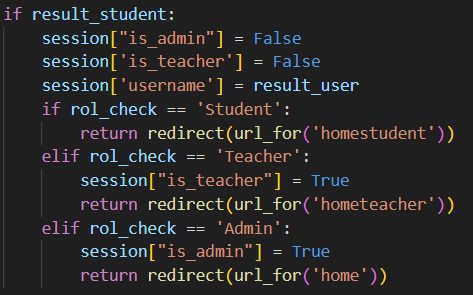 if result_student:
    session["is_admin"] = False
    session['is_teacher'] = False
    session['username'] = result_user
    if rol_check == 'Student':
        return redirect(url_for('homestudent'))
    elif rol_check == 'Teacher':
        session["is_teacher"] = True
        return redirect(url_for('hometeacher'))
    elif rol_check == 'Admin':
        session["is_admin"] = True
        return redirect(url_for('home'))